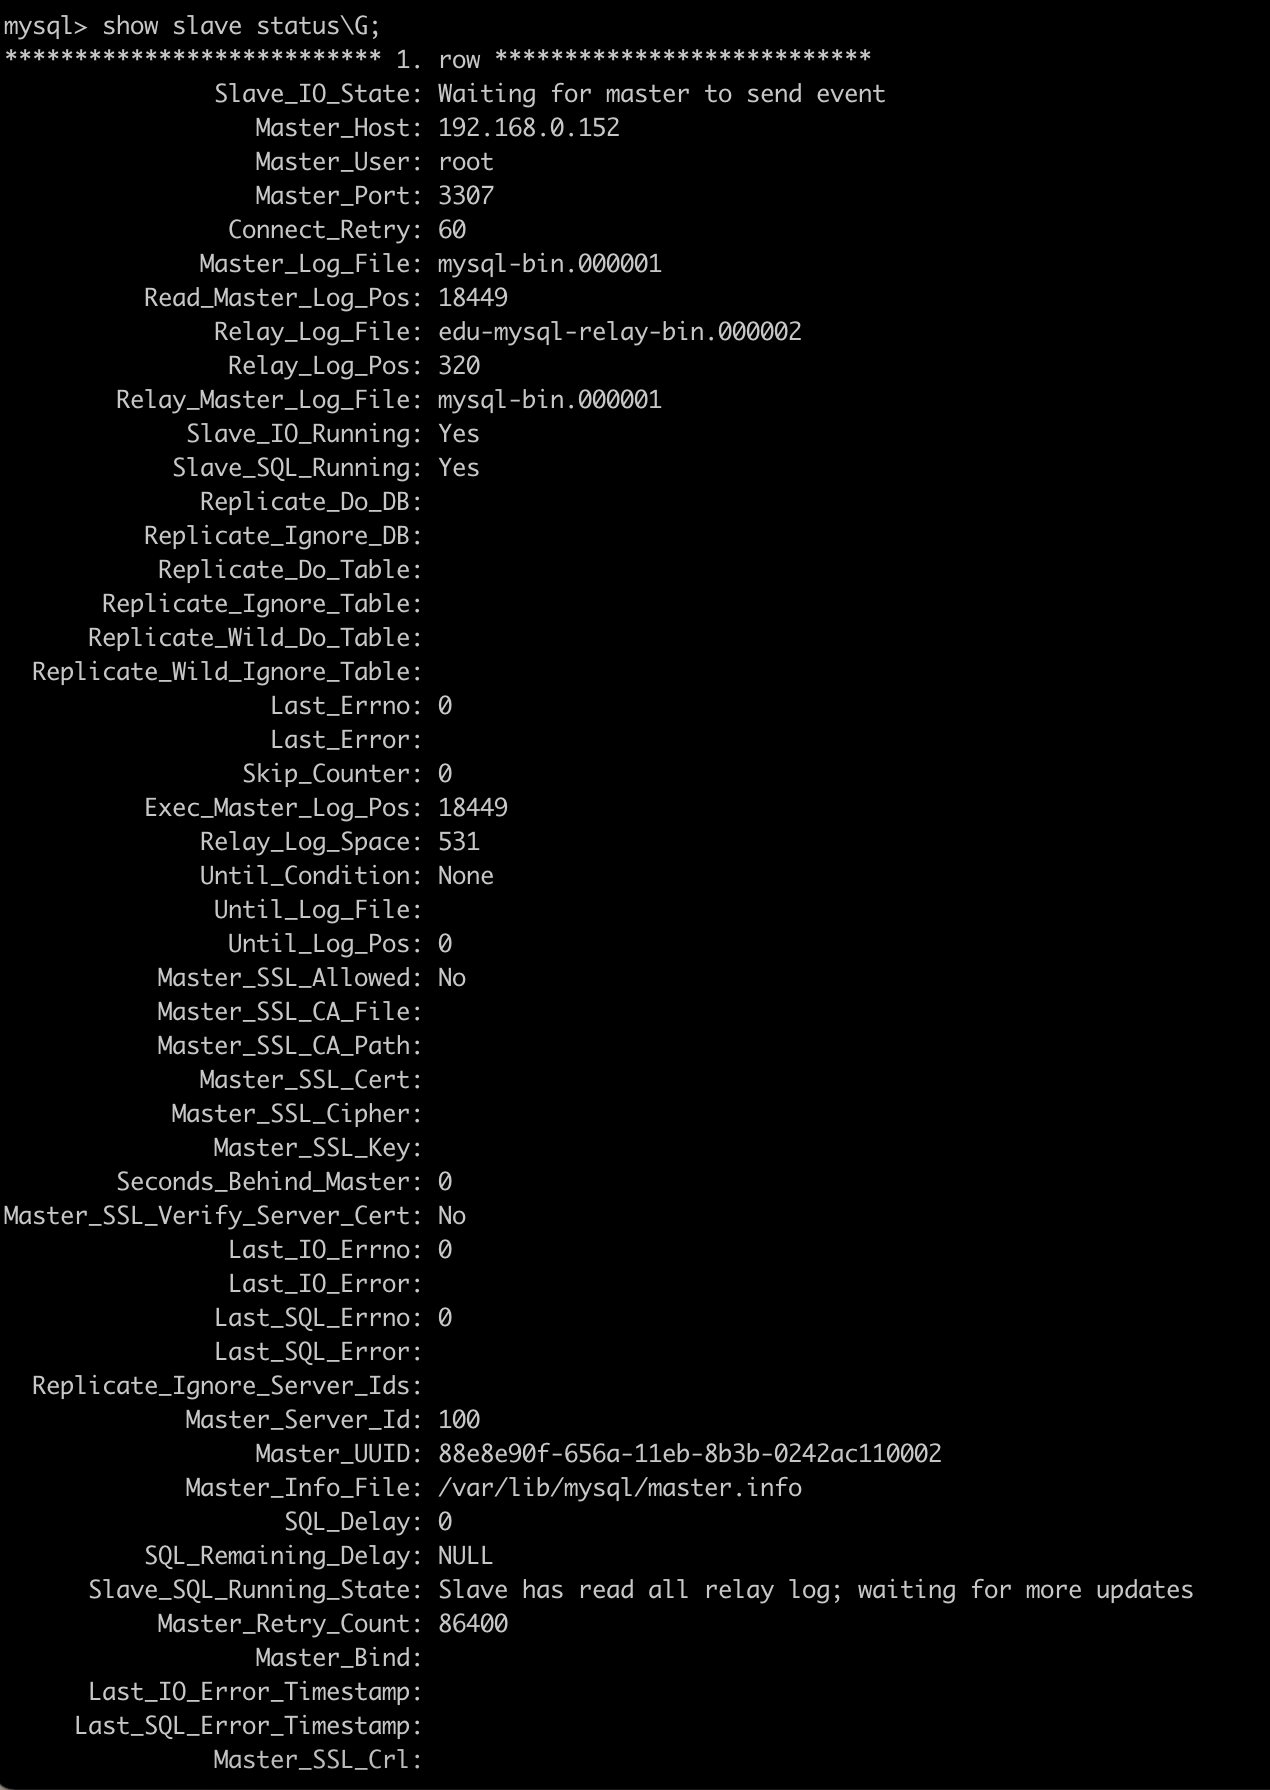 mysql> show slave status\G;
*************************** 1. row ***************************
Slave_IO_State: Waiting for master to send event
Master_Host: 192.168.0.152
Master_User: root
Master_Port: 3307
Connect_Retry: 60
Master_Log_File: mysql-bin.000001
Read_Master_Log_Pos: 18449
Relay_Log_File: edu-mysql-relay-bin.000002
Relay_Log_Pos: 320
Relay_Master_Log_File: mysql-bin.000001
Slave_IO_Running: Yes
Slave_SQL_Running: Yes
Replicate_Do_DB:
Replicate_Ignore_DB:
Replicate_Do_Table:
Replicate_Ignore_Table:
Replicate_Wild_Do_Table:
Replicate_Wild_Ignore_Table:
Last_Errno: 0
Last_Error:
Skip_Counter: 0
Exec_Master_Log_Pos: 18449
Relay_Log_Space: 531
Until_Condition: None
Until_Log_File:
Until_Log_Pos: 0
Master_SSL_Allowed: No
Master_SSL_CA_File:
Master_SSL_CA_Path:
Master_SSL_Cert:
Master_SSL_Cipher:
Master_SSL_Key:
Seconds_Behind_Master: 0
Master_SSL_Verify_Server_Cert: No
Last_IO_Errno: 0
Last_IO_Error:
Last_SQL_Errno: 0
Last_SQL_Error:
Replicate_Ignore_Server_Ids:
Master_Server_Id: 100
Master_UUID: 88e8e90f-656a-11eb-8b3b-0242ac110002
Master_Info_File: /var/lib/mysql/master.info
SQL_Delay: 0
SQL_Remaining_Delay: NULL
Slave_SQL_Running_State: Slave has read all relay log; waiting for more updates
Master_Retry_Count: 86400
Master_Bind:
Last_IO_Error_Timestamp:
Last_SQL_Error_Timestamp:
Master_SSL_Crl: